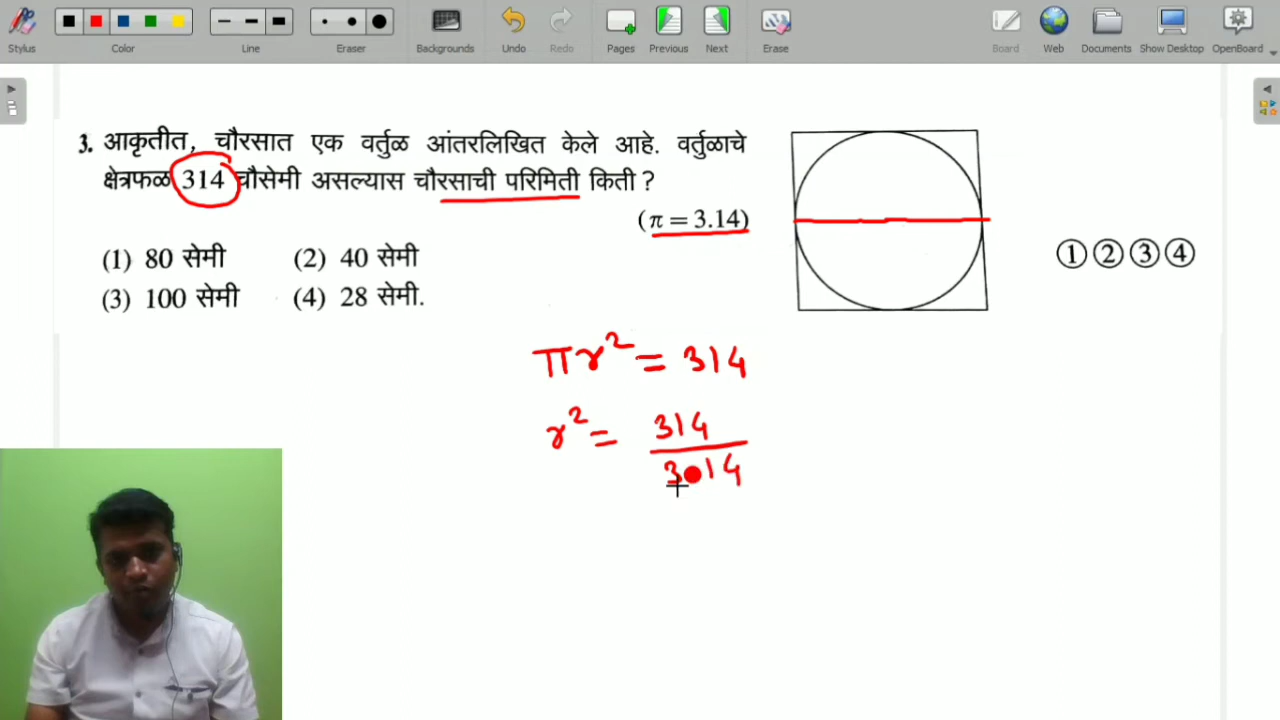 Stylus Color Line Eraser Backgrounds Undo Redo Pages Previous Next Erase Board Web Documents Show Desktop OpenBoard
3. आकृतीत, चौरसात एक वर्तुळ आंतरलिखित केले आहे. वर्तुळाचे
क्षेत्रफळ 314 चौसेमी असल्यास चौरसाची परिमिती किती ?
(π = 3.14)
(1) 80 सेमी (2) 40 सेमी
(3) 100 सेमी (4) 28 सेमी.
① ② ③ ④
πr² = 314
r² = 314
3.14